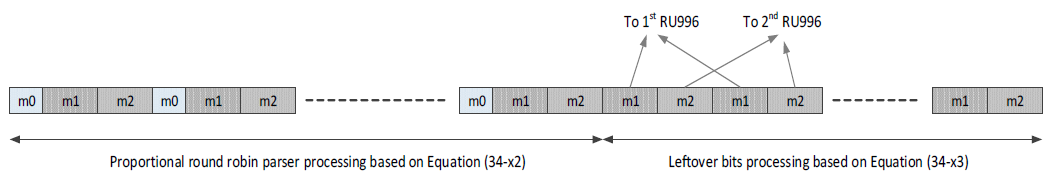 To 1st RU996 To 2nd RU996
m0 m1 m2 m0 m1 m2 m0 m1 m2 m1 m2 m1 m2 m1 m2
Proportional round robin parser processing based on Equation (34-x2) Leftover bits processing based on Equation (34-x3)